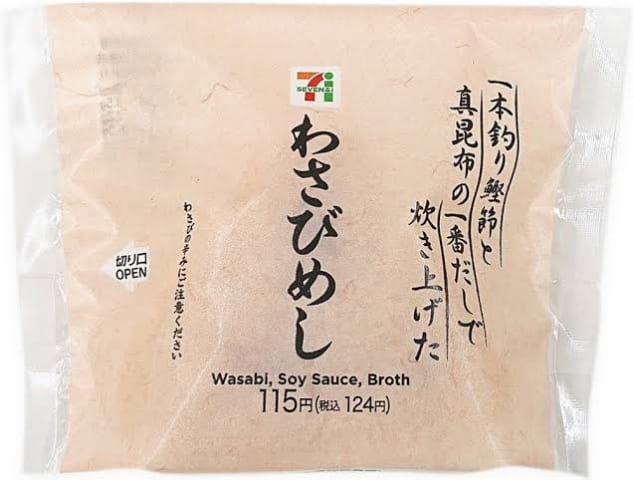 一本釣り鰹節と
真昆布の一番だしで
炊き上げた
SEVEN&i
わさびめし
わさびの辛みにご注意ください
切り口
OPEN
Wasabi, Soy Sauce, Broth
115円(税込 124円)